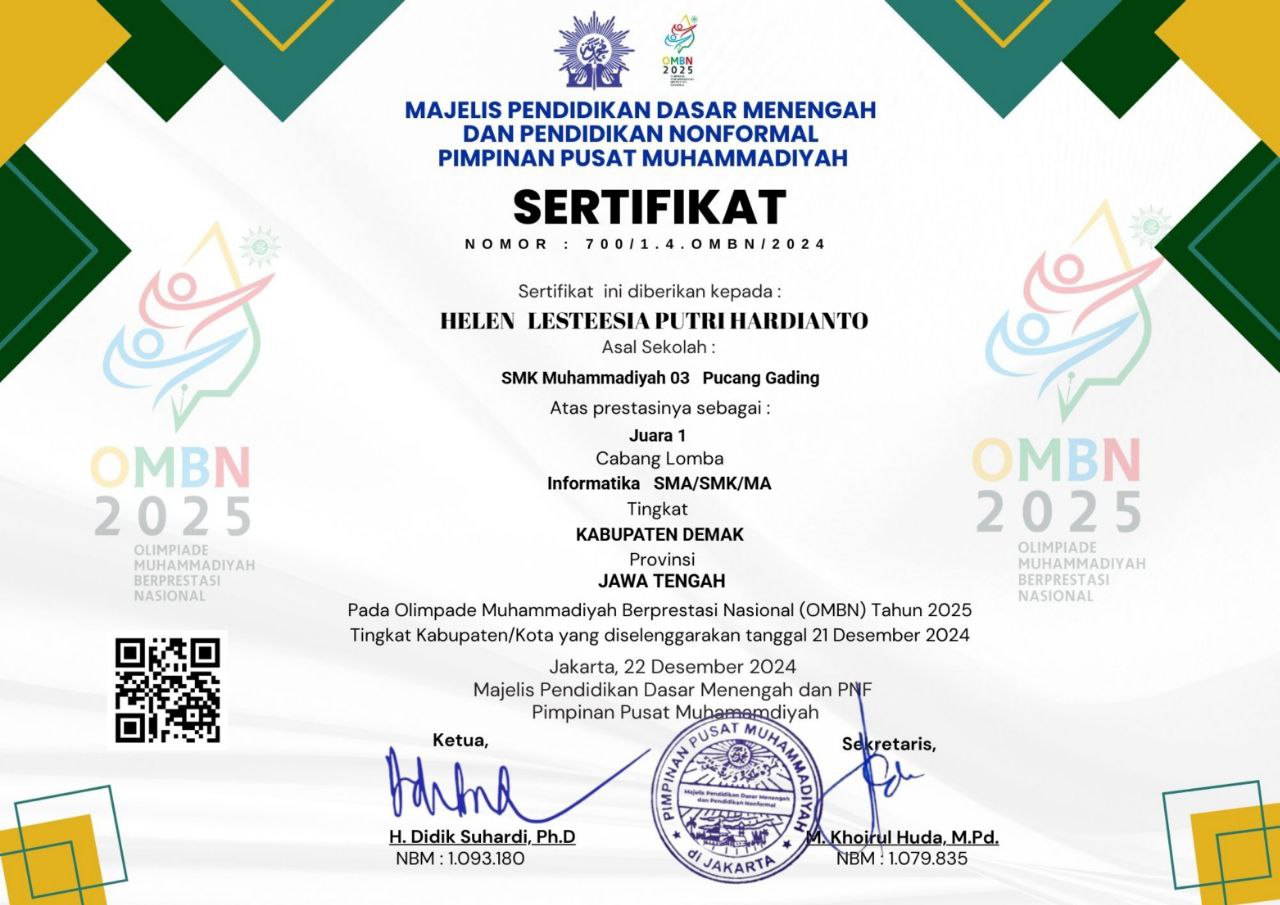 OMBN
2025
MAJELIS PENDIDIKAN DASAR MENENGAH
DAN PENDIDIKAN NONFORMAL
PIMPINAN PUSAT MUHAMMADIYAH
SERTIFIKAT
NOMOR : 700/1.4.OMBN/2024
Sertifikat ini diberikan kepada :
HELEN LESTEESIA PUTRI HARDIANTO
Asal Sekolah :
SMK Muhammadiyah 03 Pucang Gading
Atas prestasinya sebagai :
Juara 1
Cabang Lomba
Informatika SMA/SMK/MA
Tingkat
KABUPATEN DEMAK
Provinsi
JAWA TENGAH
Pada Olimpade Muhammadiyah Berprestasi Nasional (OMBN) Tahun 2025
Tingkat Kabupaten/Kota yang diselenggarakan tanggal 21 Desember 2024
Jakarta, 22 Desember 2024
Majelis Pendidikan Dasar Menengah dan PNF
Pimpinan Pusat Muhamamdiyah
Ketua,
H. Didik Suhardi, Ph.D
NBM : 1.093.180
Sekretaris,
M. Khoirul Huda, M.Pd.
NBM : 1.079.835
PIMPINAN PUSAT MUHAMMADIYAH
Majelis Pendidikan Dasar Menengah
dan Pendidikan Nonformal
di JAKARTA
OMBN
2025
OLIMPIADE
MUHAMMADIYAH
BERPRESTASI
NASIONAL
OMBN
2025
OLIMPIADE
MUHAMMADIYAH
BERPRESTASI
NASIONAL